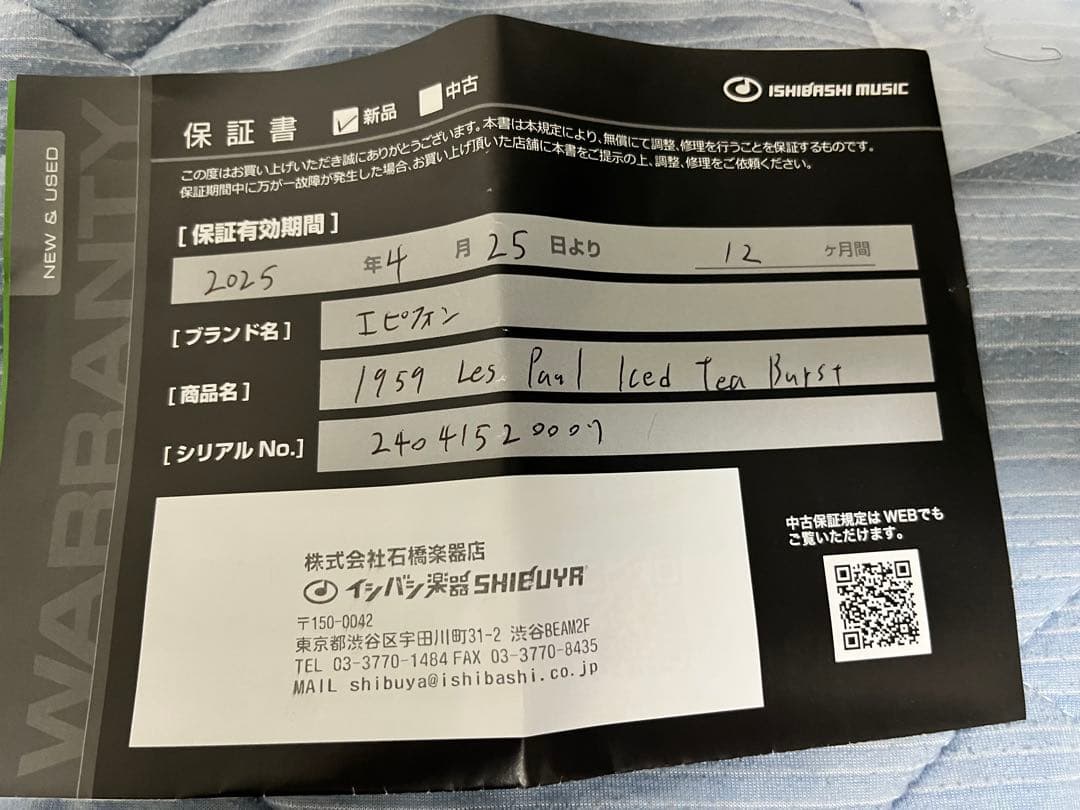 NEW & USED
WARRANTY
保証書 ✓新品 中古
ISHIBASHI MUSIC
この度はお買い上げいただき誠にありがとうございます。本書は本規定により、無償にて調整、修理を行うことを保証するものです。
保証期間中に万が一故障が発生した場合、お買い上げ頂いた店舗に本書をご提示の上、調整、修理をご依頼ください。
[ 保証有効期間 ]
2025 年 4 月 25 日より 12 ヶ月間
[ ブランド名 ] エピフォン
[ 商品名 ] 1959 Les Paul Iced Tea Burst
[ シリアル No.] 24041520007
株式会社石橋楽器店
イシバシ楽器 SHIBUYA
〒150-0042
東京都渋谷区宇田川町31-2 渋谷BEAM2F
TEL 03-3770-1484 FAX 03-3770-8435
MAIL shibuya@ishibashi.co.jp
中古保証規定は WEBでも
ご覧いただけます。